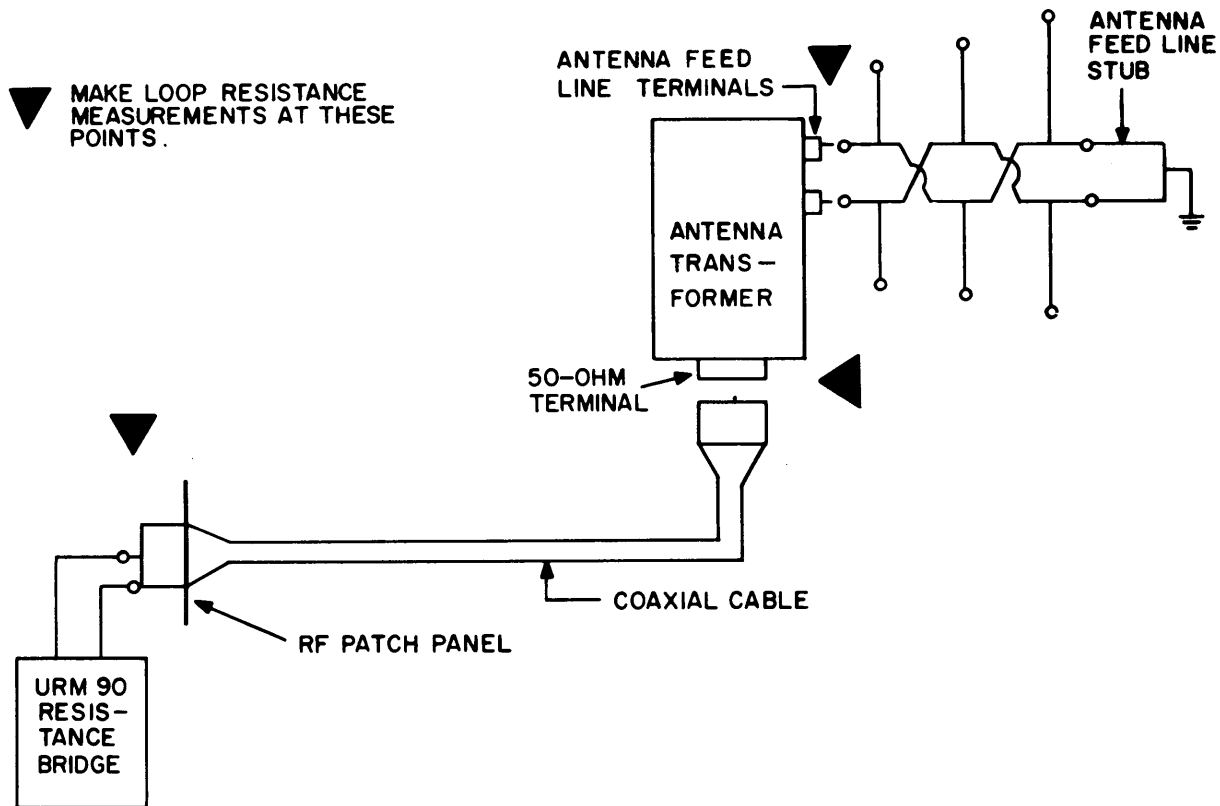 MAKE LOOP RESISTANCE
MEASUREMENTS AT THESE
POINTS.
ANTENNA FEED
LINE TERMINALS
ANTENNA
FEED LINE
STUB
ANTENNA
TRANS–
FORMER
50–OHM
TERMINAL
COAXIAL CABLE
RF PATCH PANEL
URM 90
RESIS–
TANCE
BRIDGE